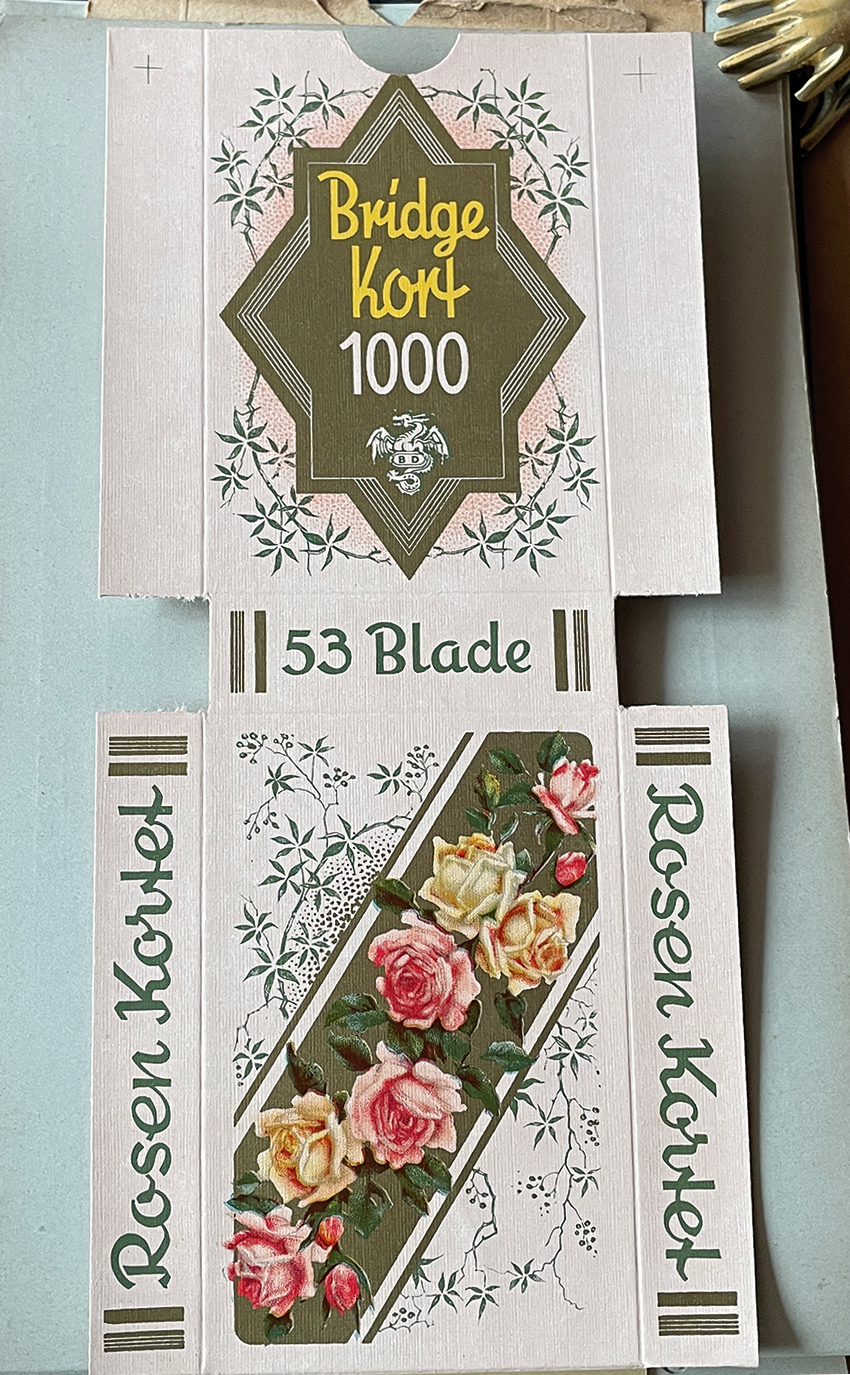 Bridge
Kort
1000
B D
53 Blade
Rosen Kortet
Rosen Kortet